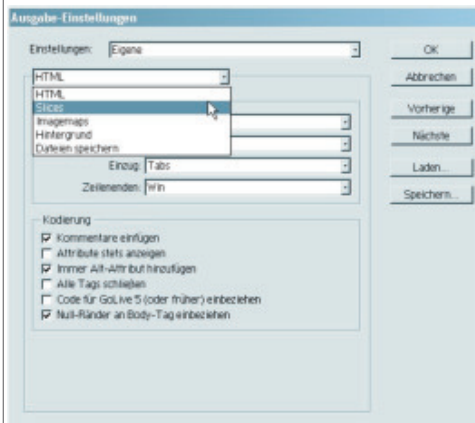 Ausgabe-Einstellungen
Einstellungen: Eigene
OK
Abbrechen
Vorherige
Nächste
Laden...
Speichern...
HTML
HTML
Slices
Imagemaps
Hintergrund
Dateien speichern
Einzug: Tabs
Zeilenenden: Win
Kodierung
Kommentare einfügen
Attribute stets anzeigen
Immer Alt-Attribut hinzufügen
Alle Tags schließen
Code für GoLive 5 (oder früher) einbeziehen
Null-Ränder an Body-Tag einbeziehen